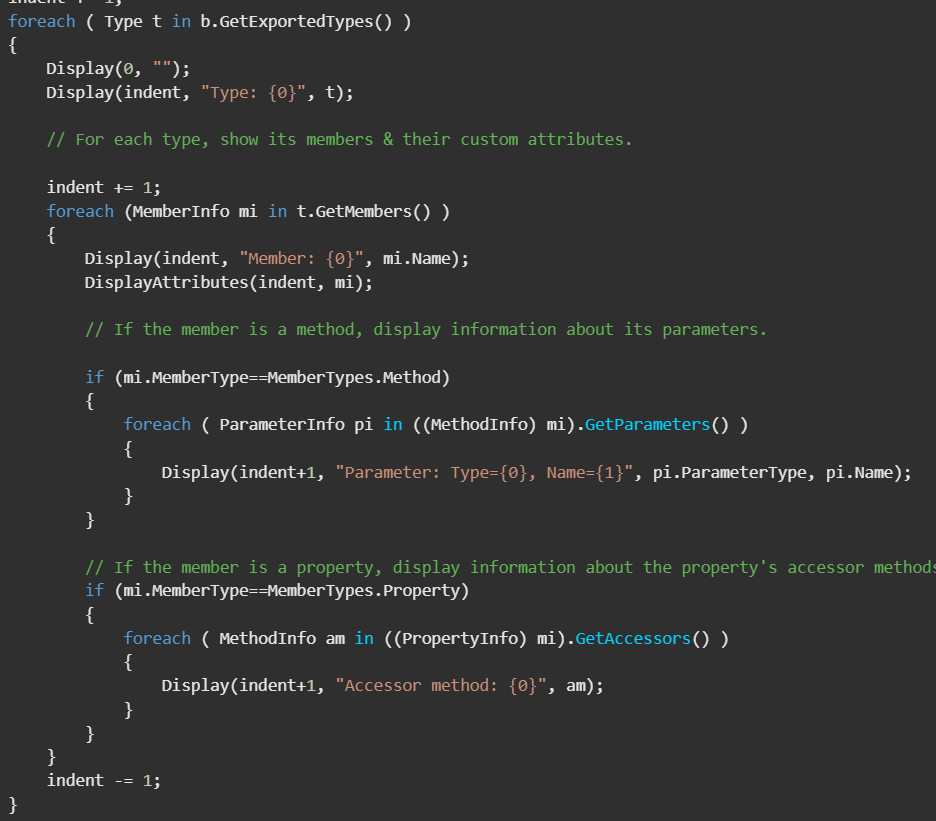 foreach ( Type t in b.GetExportedTypes() )
{
    Display(0, "");
    Display(indent, "Type: {0}", t);

    // For each type, show its members & their custom attributes.

    indent += 1;
    foreach (MemberInfo mi in t.GetMembers() )
    {
        Display(indent, "Member: {0}", mi.Name);
        DisplayAttributes(indent, mi);

        // If the member is a method, display information about its parameters.

        if (mi.MemberType==MemberTypes.Method)
        {
            foreach ( ParameterInfo pi in ((MethodInfo) mi).GetParameters() )
            {
                Display(indent+1, "Parameter: Type={0}, Name={1}", pi.ParameterType, pi.Name);
            }
        }

        // If the member is a property, display information about the property's accessor methods
        if (mi.MemberType==MemberTypes.Property)
        {
            foreach ( MethodInfo am in ((PropertyInfo) mi).GetAccessors() )
            {
                Display(indent+1, "Accessor method: {0}", am);
            }
        }
    }
    indent -= 1;
}